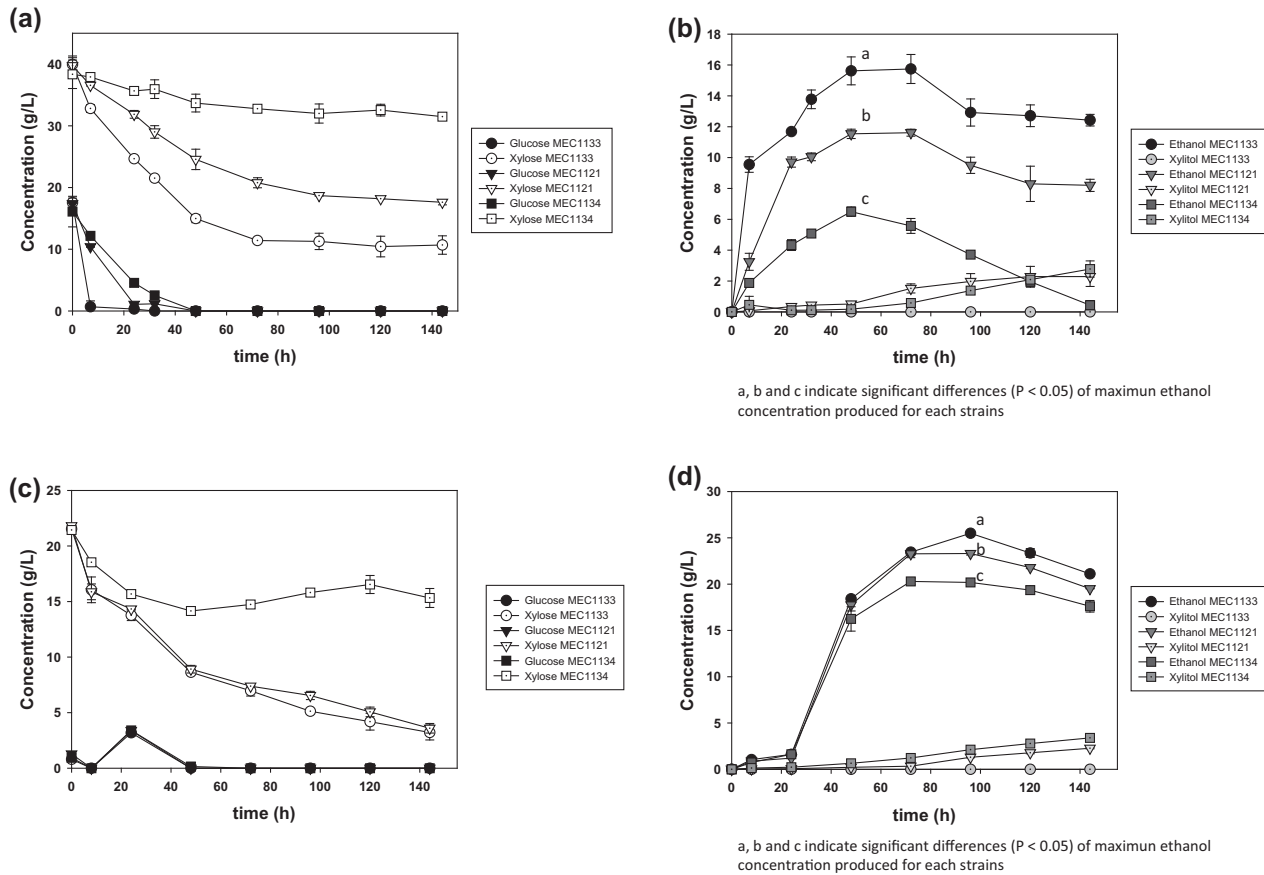 (a)
Concentration (g/L)
40
30
20
10
0
0 20 40 60 80 100 120 140
time (h)
Glucose MEC1133
Xylose MEC1133
Glucose MEC1121
Xylose MEC1121
Glucose MEC1134
Xylose MEC1134
(b)
Concentration (g/L)
18
16
14
12
10
8
6
4
2
0
a
b
c
0 20 40 60 80 100 120 140
time (h)
Ethanol MEC1133
Xylitol MEC1133
Ethanol MEC1121
Xylitol MEC1121
Ethanol MEC1134
Xylitol MEC1134
a, b and c indicate significant differences (P < 0.05) of maximun ethanol
concentration produced for each strains
(c)
Concentration (g/L)
25
20
15
10
5
0
0 20 40 60 80 100 120 140
time (h)
Glucose MEC1133
Xylose MEC1133
Glucose MEC1121
Xylose MEC1121
Glucose MEC1134
Xylose MEC1134
(d)
Concentration (g/L)
30
25
20
15
10
5
0
a
b
c
0 20 40 60 80 100 120 140
time (h)
Ethanol MEC1133
Xylitol MEC1133
Ethanol MEC1121
Xylitol MEC1121
Ethanol MEC1134
Xylitol MEC1134
a, b and c indicate significant differences (P < 0.05) of maximun ethanol
concentration produced for each strains